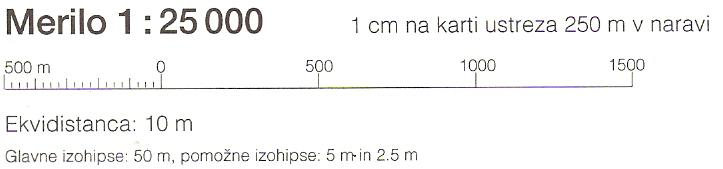 Merilo 1 : 25 000 1 cm na karti ustreza 250 m v naravi
500 m 0 500 1000 1500
Ekvidistanca: 10 m
Glavne izohipse: 50 m, pomožne izohipse: 5 m in 2.5 m